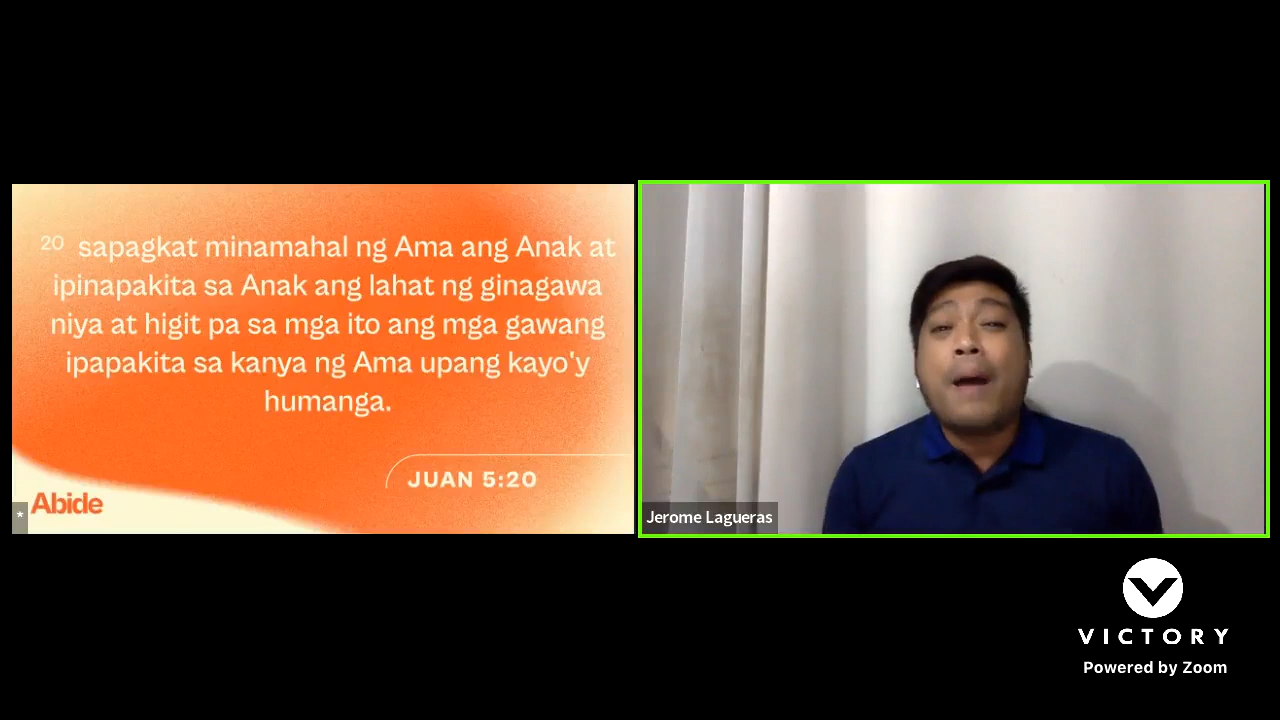 20 sapagkat minamahal ng Ama ang Anak at
ipinapakita sa Anak ang lahat ng ginagawa
niya at higit pa sa mga ito ang mga gawang
ipapakita sa kanya ng Ama upang kayo'y
humanga.
JUAN 5:20
* Abide
Jerome Lagueras
VICTORY
Powered by Zoom